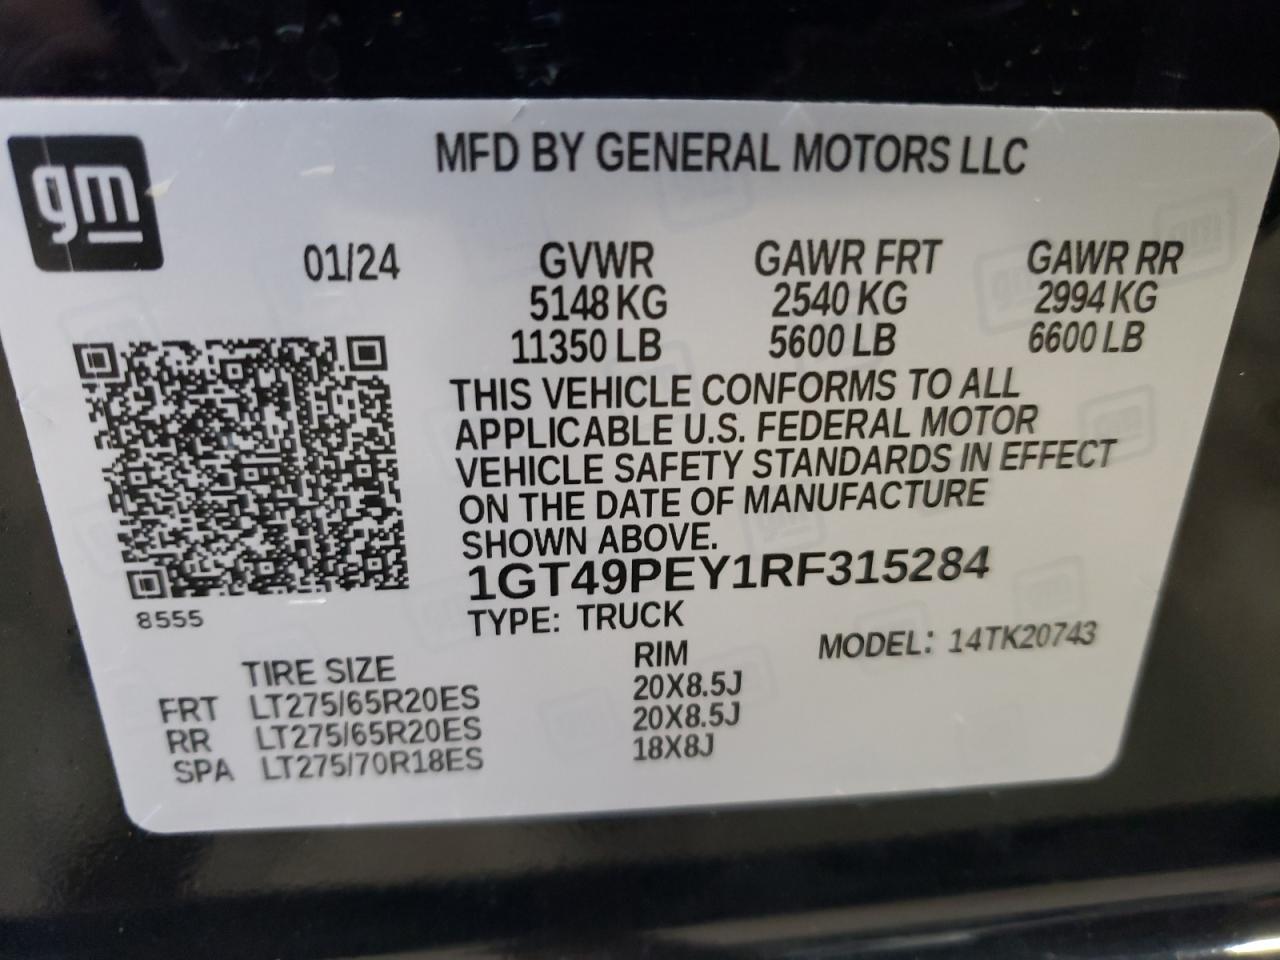 gm
MFD BY GENERAL MOTORS LLC
01/24 GVWR GAWR FRT GAWR RR
5148 KG 2540 KG 2994 KG
11350 LB 5600 LB 6600 LB
THIS VEHICLE CONFORMS TO ALL
APPLICABLE U.S. FEDERAL MOTOR
VEHICLE SAFETY STANDARDS IN EFFECT
ON THE DATE OF MANUFACTURE
SHOWN ABOVE.
1GT49PEY1RF315284
8555
TYPE: TRUCK
MODEL: 14TK20743
TIRE SIZE RIM
FRT LT275/65R20ES 20X8.5J
RR LT275/65R20ES 20X8.5J
SPA LT275/70R18ES 18X8J